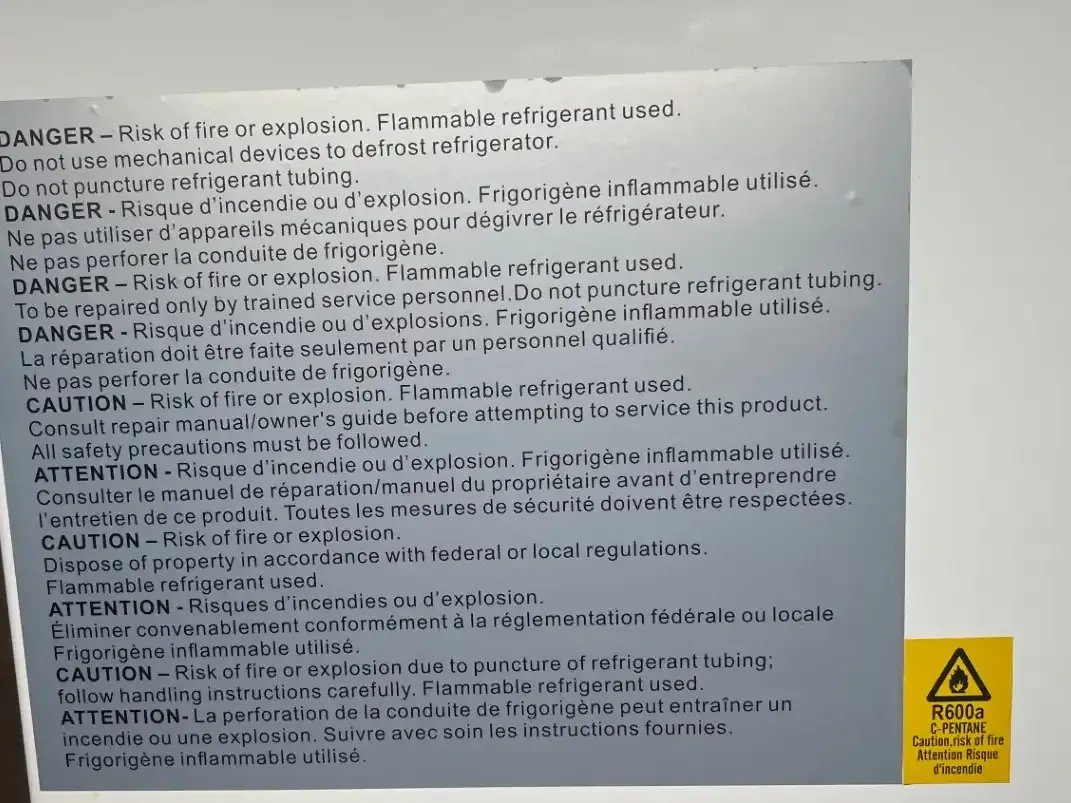 DANGER – Risk of fire or explosion. Flammable refrigerant used.
Do not use mechanical devices to defrost refrigerator.
Do not puncture refrigerant tubing.
DANGER - Risque d'incendie ou d'explosion. Frigorigène inflammable utilisé.
Ne pas utiliser d'appareils mécaniques pour dégivrer le réfrigérateur.
Ne pas perforer la conduite de frigorigène.
DANGER – Risk of fire or explosion. Flammable refrigerant used.
To be repaired only by trained service personnel.Do not puncture refrigerant tubing.
DANGER - Risque d'incendie ou d'explosions. Frigorigène inflammable utilisé.
La réparation doit être faite seulement par un personnel qualifié.
Ne pas perforer la conduite de frigorigène.
CAUTION – Risk of fire or explosion. Flammable refrigerant used.
Consult repair manual/owner's guide before attempting to service this product.
All safety precautions must be followed.
ATTENTION - Risque d'incendie ou d'explosion. Frigorigène inflammable utilisé.
Consulter le manuel de réparation/manuel du propriétaire avant d'entreprendre
l'entretien de ce produit. Toutes les mesures de sécurité doivent être respectées.
CAUTION – Risk of fire or explosion.
Dispose of property in accordance with federal or local regulations.
Flammable refrigerant used.
ATTENTION - Risques d'incendies ou d'explosion.
Éliminer convenablement conformément à la réglementation fédérale ou locale
Frigorigène inflammable utilisé.
CAUTION – Risk of fire or explosion due to puncture of refrigerant tubing;
follow handling instructions carefully. Flammable refrigerant used.
ATTENTION- La perforation de la conduite de frigorigène peut entraîner un
incendie ou une explosion. Suivre avec soin les instructions fournies.
Frigorigène inflammable utilisé.
R600a
C-PENTANE
Caution,risk of fire
Attention Risque
d'incendie